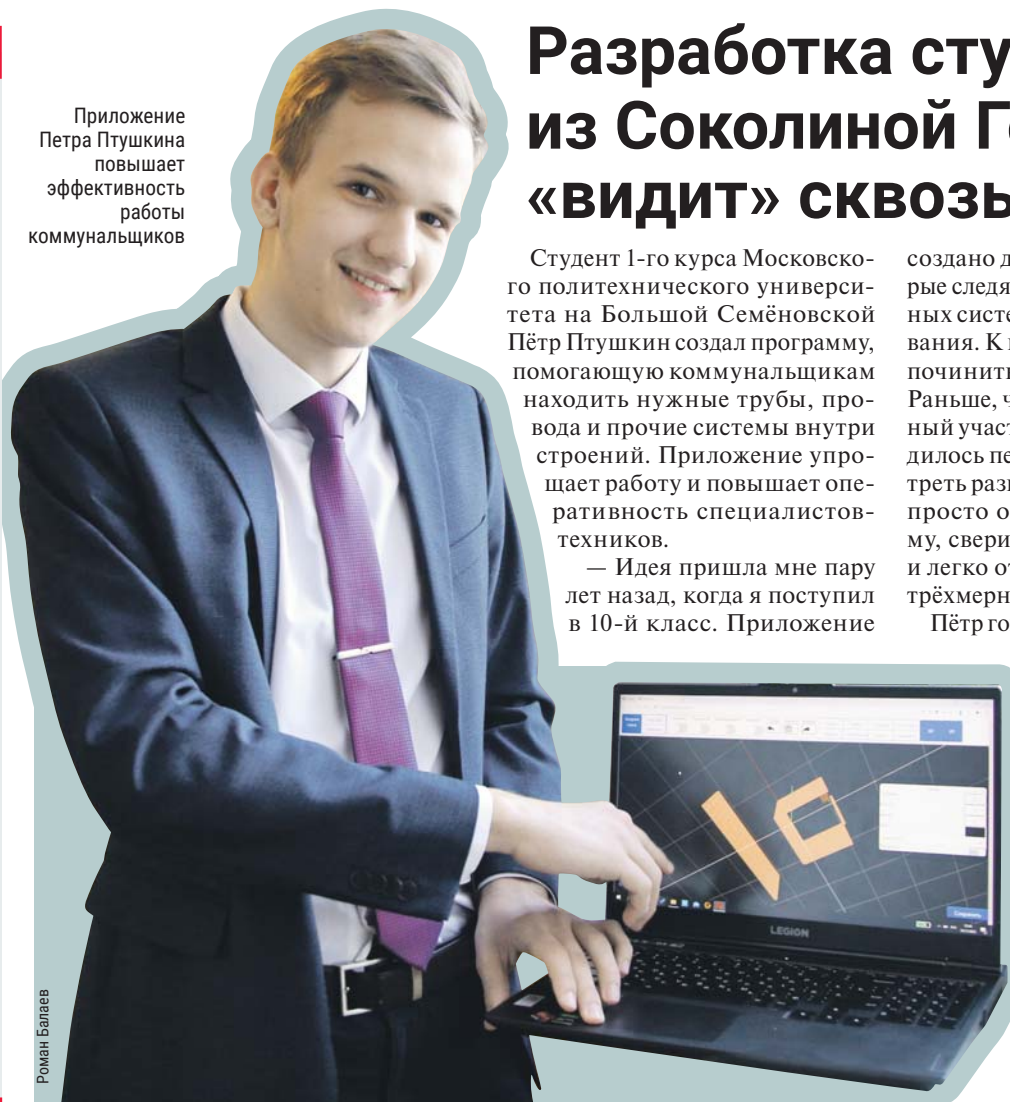 Приложение
Петра Птушкина
повышает
эффективность
работы
коммунальщиков
Разработка сту
из Соколиной Г
«видит» сквозь
Студент 1-го курса Московско-
го политехнического универси-
тета на Большой Семёновской
Пётр Птушкин создал программу,
помогающую коммунальщикам
находить нужные трубы, про-
вода и прочие системы внутри
строений. Приложение упро-
щает работу и повышает опе-
ративность специалистов-
техников.
— Идея пришла мне пару
лет назад, когда я поступил
в 10-й класс. Приложение
создано д
рые следя
ных систе
вания. К
починить
Раньше, ч
ный участ
дилось пе
треть разв
просто о
му, свери
и легко от
трёхмерн
Пётр го
LEGION
Сохранить
Роман Балаев